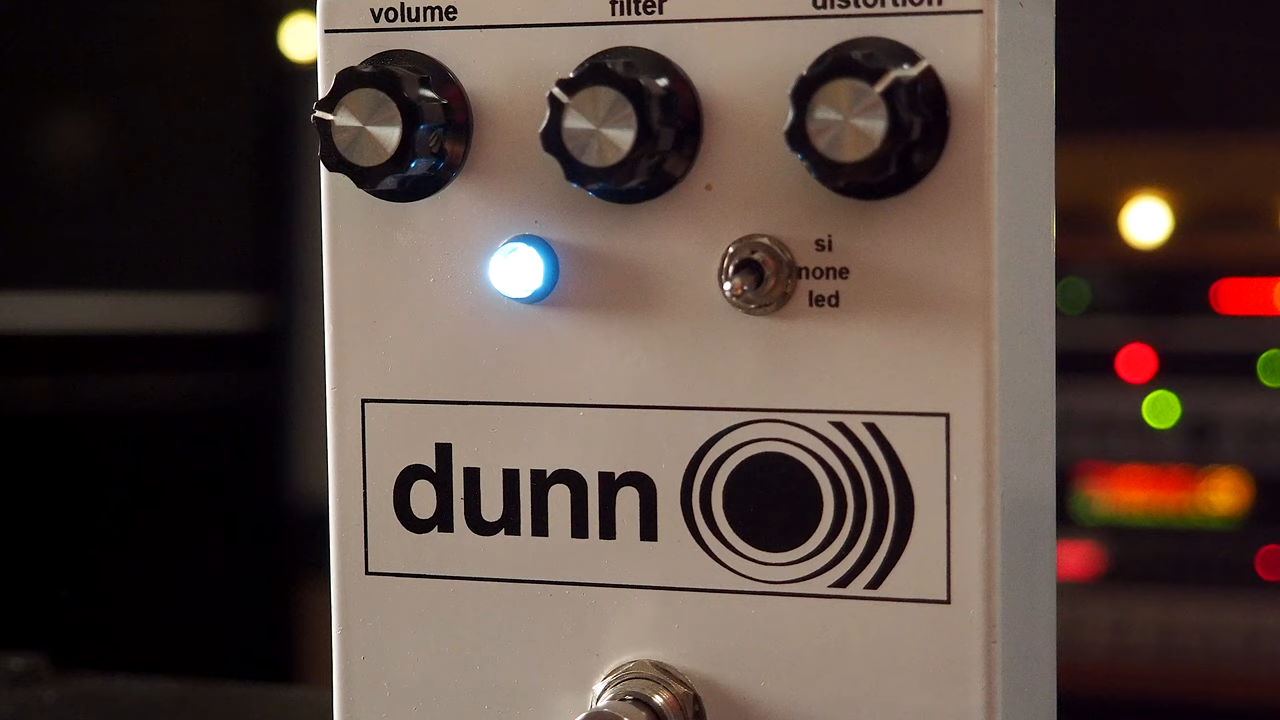 volume filter distortion
si
none
led
dunn